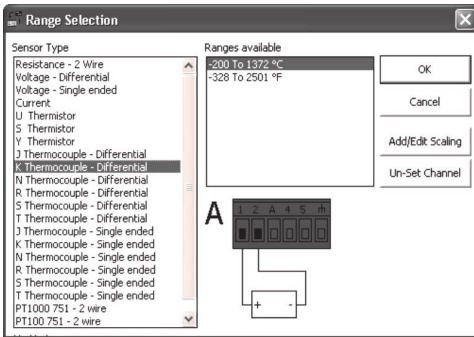 Range Selection
Sensor Type
Resistance - 2 Wire
Voltage - Differential
Voltage - Single ended
Current
U Thermistor
S Thermistor
Y Thermistor
J Thermocouple - Differential
K Thermocouple - Differential
N Thermocouple - Differential
R Thermocouple - Differential
S Thermocouple - Differential
T Thermocouple - Differential
J Thermocouple - Single ended
K Thermocouple - Single ended
N Thermocouple - Single ended
R Thermocouple - Single ended
S Thermocouple - Single ended
T Thermocouple - Single ended
PT1000 751 - 2 wire
PT100 751 - 2 wire
Ranges available
-200 To 1372 °C
-328 To 2501 °F
OK
Cancel
Add/Edit Scaling
Un-Set Channel
A
1 2 A 4 5
+ -